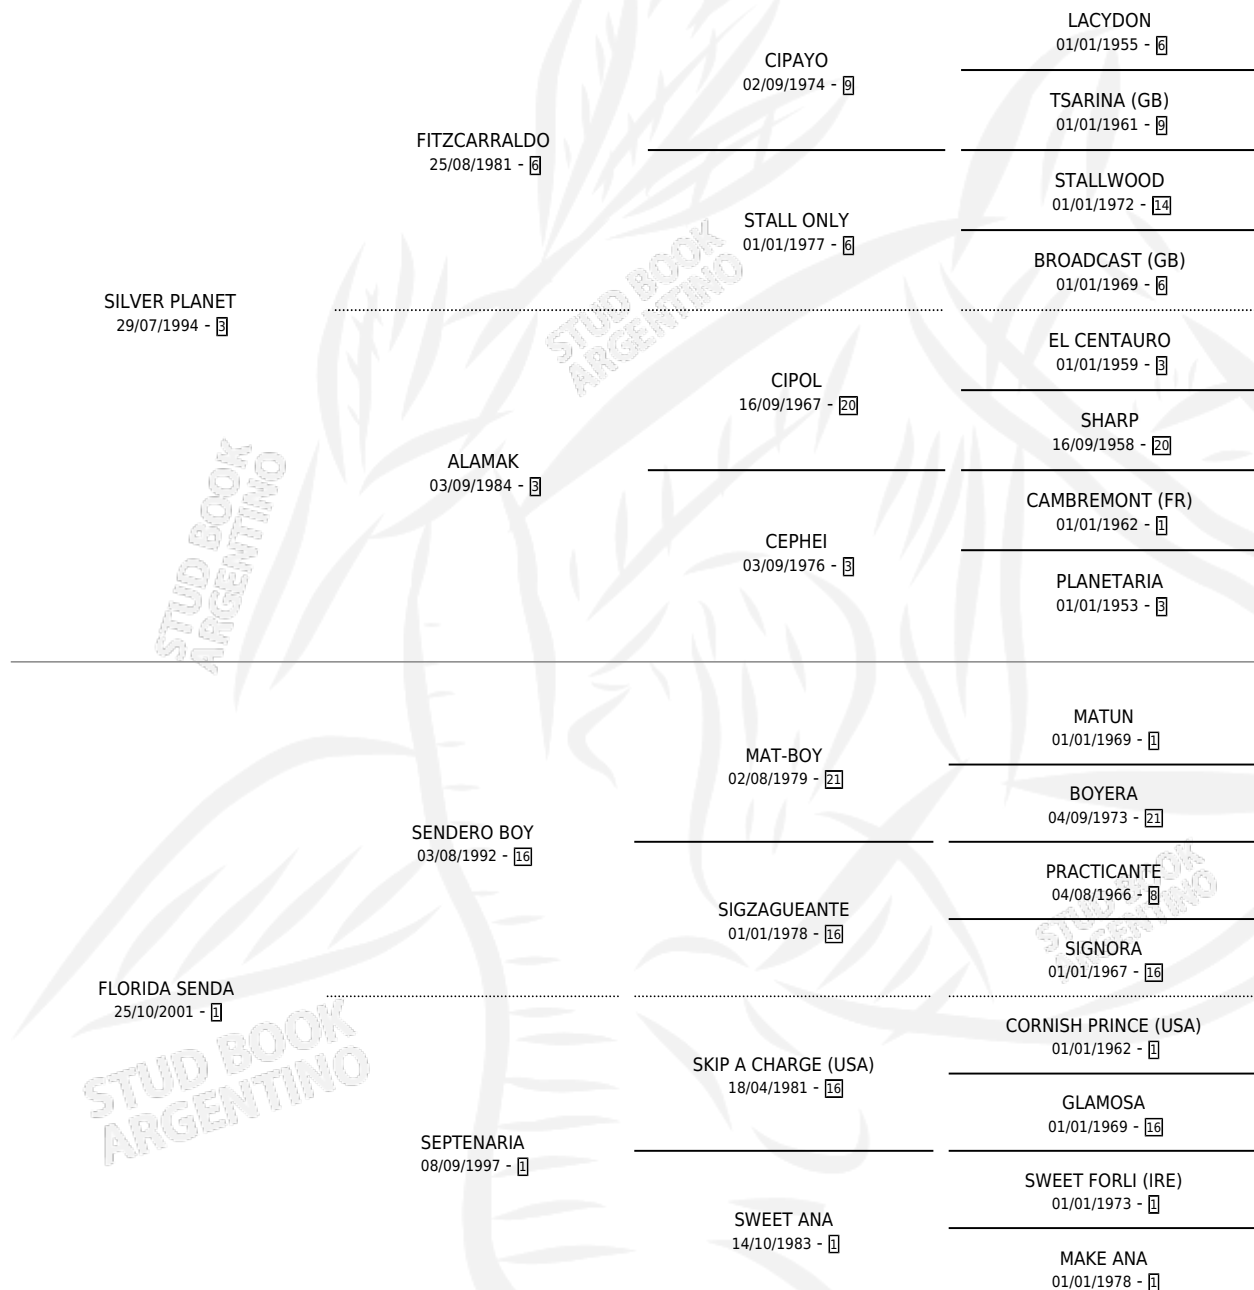 LACYDON
01/01/1955 - 6
CIPAYO
02/09/1974 - 9
TSARINA (GB)
01/01/1961 - 9
FITZCARRALDO
25/08/1981 - 6
STALLWOOD
01/01/1972 - 14
STALL ONLY
01/01/1977 - 6
BROADCAST (GB)
01/01/1969 - 6
SILVER PLANET
29/07/1994 - 3
STUD BOOK
ARGENTINO
EL CENTAURO
01/01/1959 - 3
CIPOL
16/09/1967 - 20
SHARP
16/09/1958 - 20
ALAMAK
03/09/1984 - 3
CAMBREMONT (FR)
01/01/1962 - 1
CEPHEI
03/09/1976 - 3
PLANETARIA
01/01/1953 - 3
STUD BOOK
ARGENTINO
MATUN
01/01/1969 - 1
MAT-BOY
02/08/1979 - 21
BOYERA
04/09/1973 - 21
SENDERO BOY
03/08/1992 - 16
PRACTICANTE
04/08/1966 - 8
SIGZAGUEANTE
01/01/1978 - 16
SIGNORA
01/01/1967 - 16
STUD BOOK
ARGENTINO
FLORIDA SENDA
25/10/2001 - 1
CORNISH PRINCE (USA)
01/01/1962 - 1
SKIP A CHARGE (USA)
18/04/1981 - 16
GLAMOSA
01/01/1969 - 16
STUD BOOK
ARGENTINO
SEPTENARIA
08/09/1997 - 1
SWEET FORLI (IRE)
01/01/1973 - 1
SWEET ANA
14/10/1983 - 1
MAKE ANA
01/01/1978 - 1